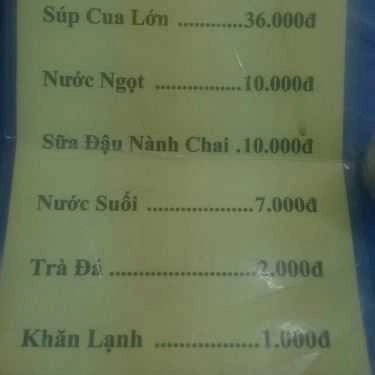 Súp Cua Lớn ............36.000đ
Nước Ngọt ................10.000đ
Sữa Đậu Nành Chai .10.000đ
Nước Suối ....................7.000đ
Trà Đá ...........................2.000đ
Khăn Lạnh ...................1.000đ